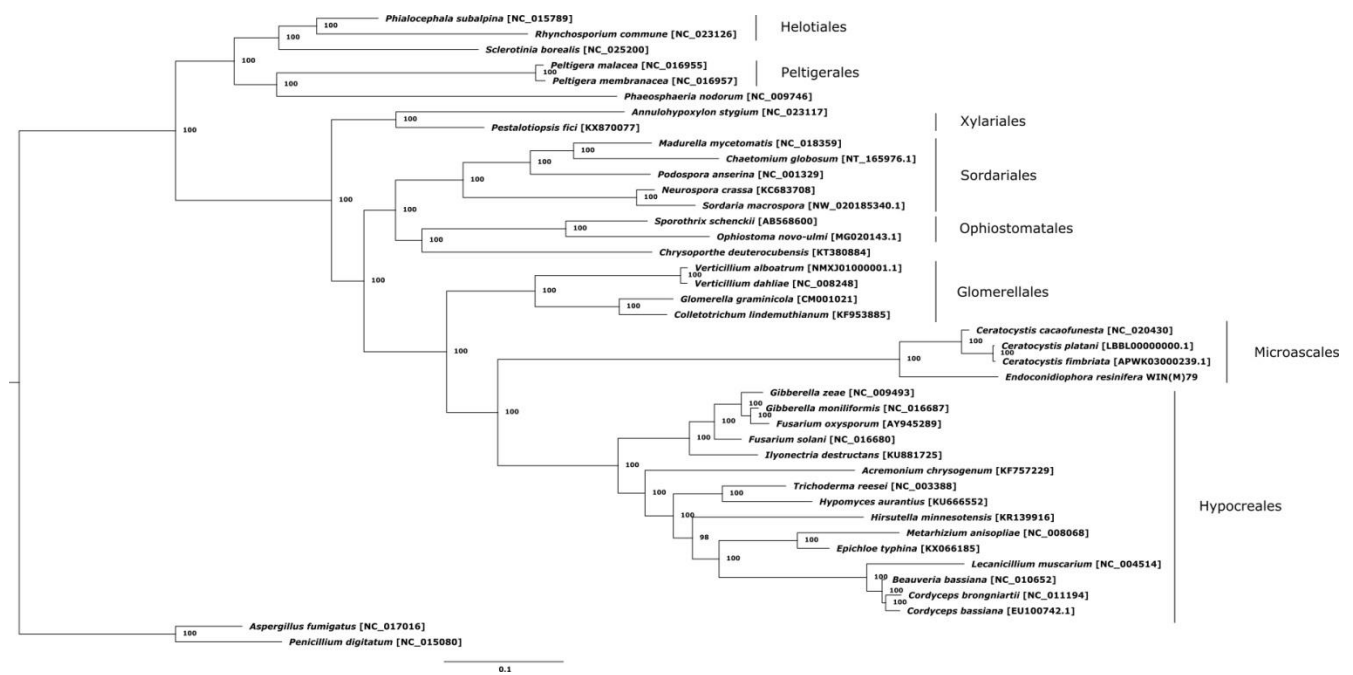 Phialocephala subalpina [NC_015789]
100
Rhynchosporium commune [NC_023126]
Helotiales
100
Sclerotinia borealis [NC_025200]
100
Peltigera malacea [NC_016955]
100
Peltigera membranacea [NC_016957]
Peltigerales
100
Phaeosphaeria nodorum [NC_009746]
100
Annulohypoxylon stygium [NC_023117]
100
Pestalotiopsis fici [KX870077]
Xylariales
Madurella mycetomatis [NC_018359]
100
Chaetomium globosum [NT_165976.1]
100
Podospora anserina [NC_001329]
Sordariales
100
Neurospora crassa [KC683708]
100
Sordaria macrospora [NW_020185340.1]
100
100
Sporothrix schenckii [AB568600]
100
Ophiostoma novo-ulmi [MG020143.1]
Ophiostomatales
100
Chrysoporthe deuterocubensis [KT380884]
Verticillium alboatrum [NMXJ01000001.1]
100
100
Verticillium dahliae [NC_008248]
100
Glomerellales
Glomerella graminicola [CM001021]
100
Colletotrichum lindemuthianum [KF953885]
Ceratocystis cacaofunesta [NC_020430]
100
Ceratocystis platani [LBBL00000000.1]
Microascales
100
100
100
Ceratocystis fimbriata [APWK03000239.1]
Endoconidiophora resinifera WIN(M)79
Gibberella zeae [NC_009493]
100
Gibberella moniliformis [NC_016687]
100
100
Fusarium oxysporum [AY945289]
100
100
Fusarium solani [NC_016680]
Ilyonectria destructans [KU881725]
100
Acremonium chrysogenum [KF757229]
Trichoderma reesei [NC_003388]
100
100
Hypomyces aurantius [KU666552]
Hypocreales
100
Hirsutella minnesotensis [KR139916]
98
Metarhizium anisopliae [NC_008068]
100
Epichloe typhina [KX066185]
100
Lecanicillium muscarium [NC_004514]
100
Beauveria bassiana [NC_010652]
100
Cordyceps brongniartii [NC_011194]
100
Cordyceps bassiana [EU100742.1]
Aspergillus fumigatus [NC_017016]
100
Penicillium digitatum [NC_015080]
0.1